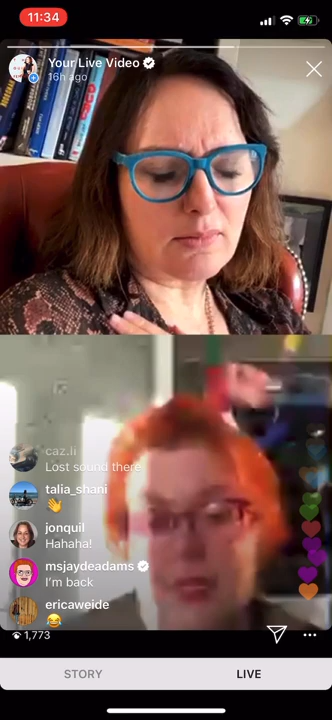 11:34
Your Live Video
16h ago
caz.li
Lost sound there
talia_shani
👋
jonquil
Hahaha!
msjaydeadams
I'm back
ericaweide
😂
1,773
STORY
LIVE